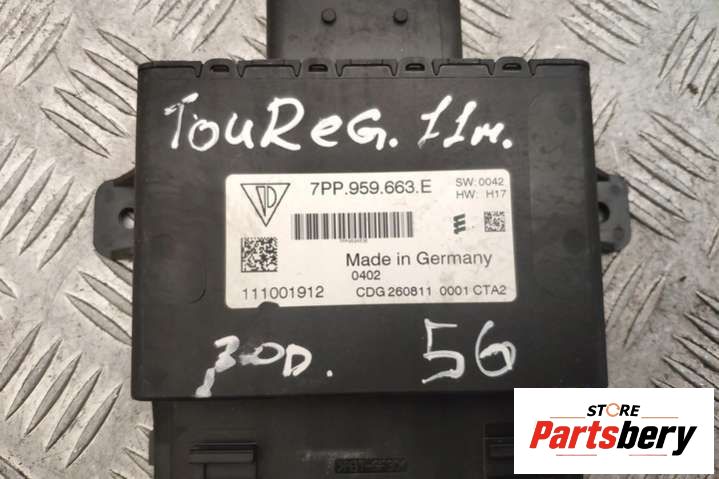 TouReG. 11м.
7PP.959.663.E
SW: 0042
HW: H17
Made in Germany
0402
111001912
CDG 260811 0001 CTA2
3.0D. 56
STORE
Partsbery